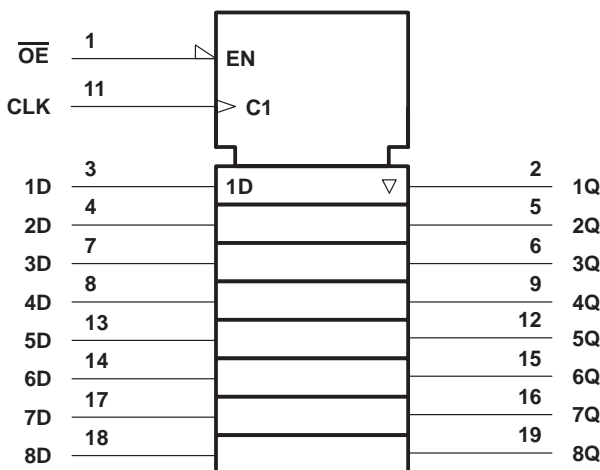 O̅E̅ 1 EN
CLK 11 C1
1D 3 1D ▽ 2 1Q
2D 4 5 2Q
3D 7 6 3Q
4D 8 9 4Q
5D 13 12 5Q
6D 14 15 6Q
7D 17 16 7Q
8D 18 19 8Q